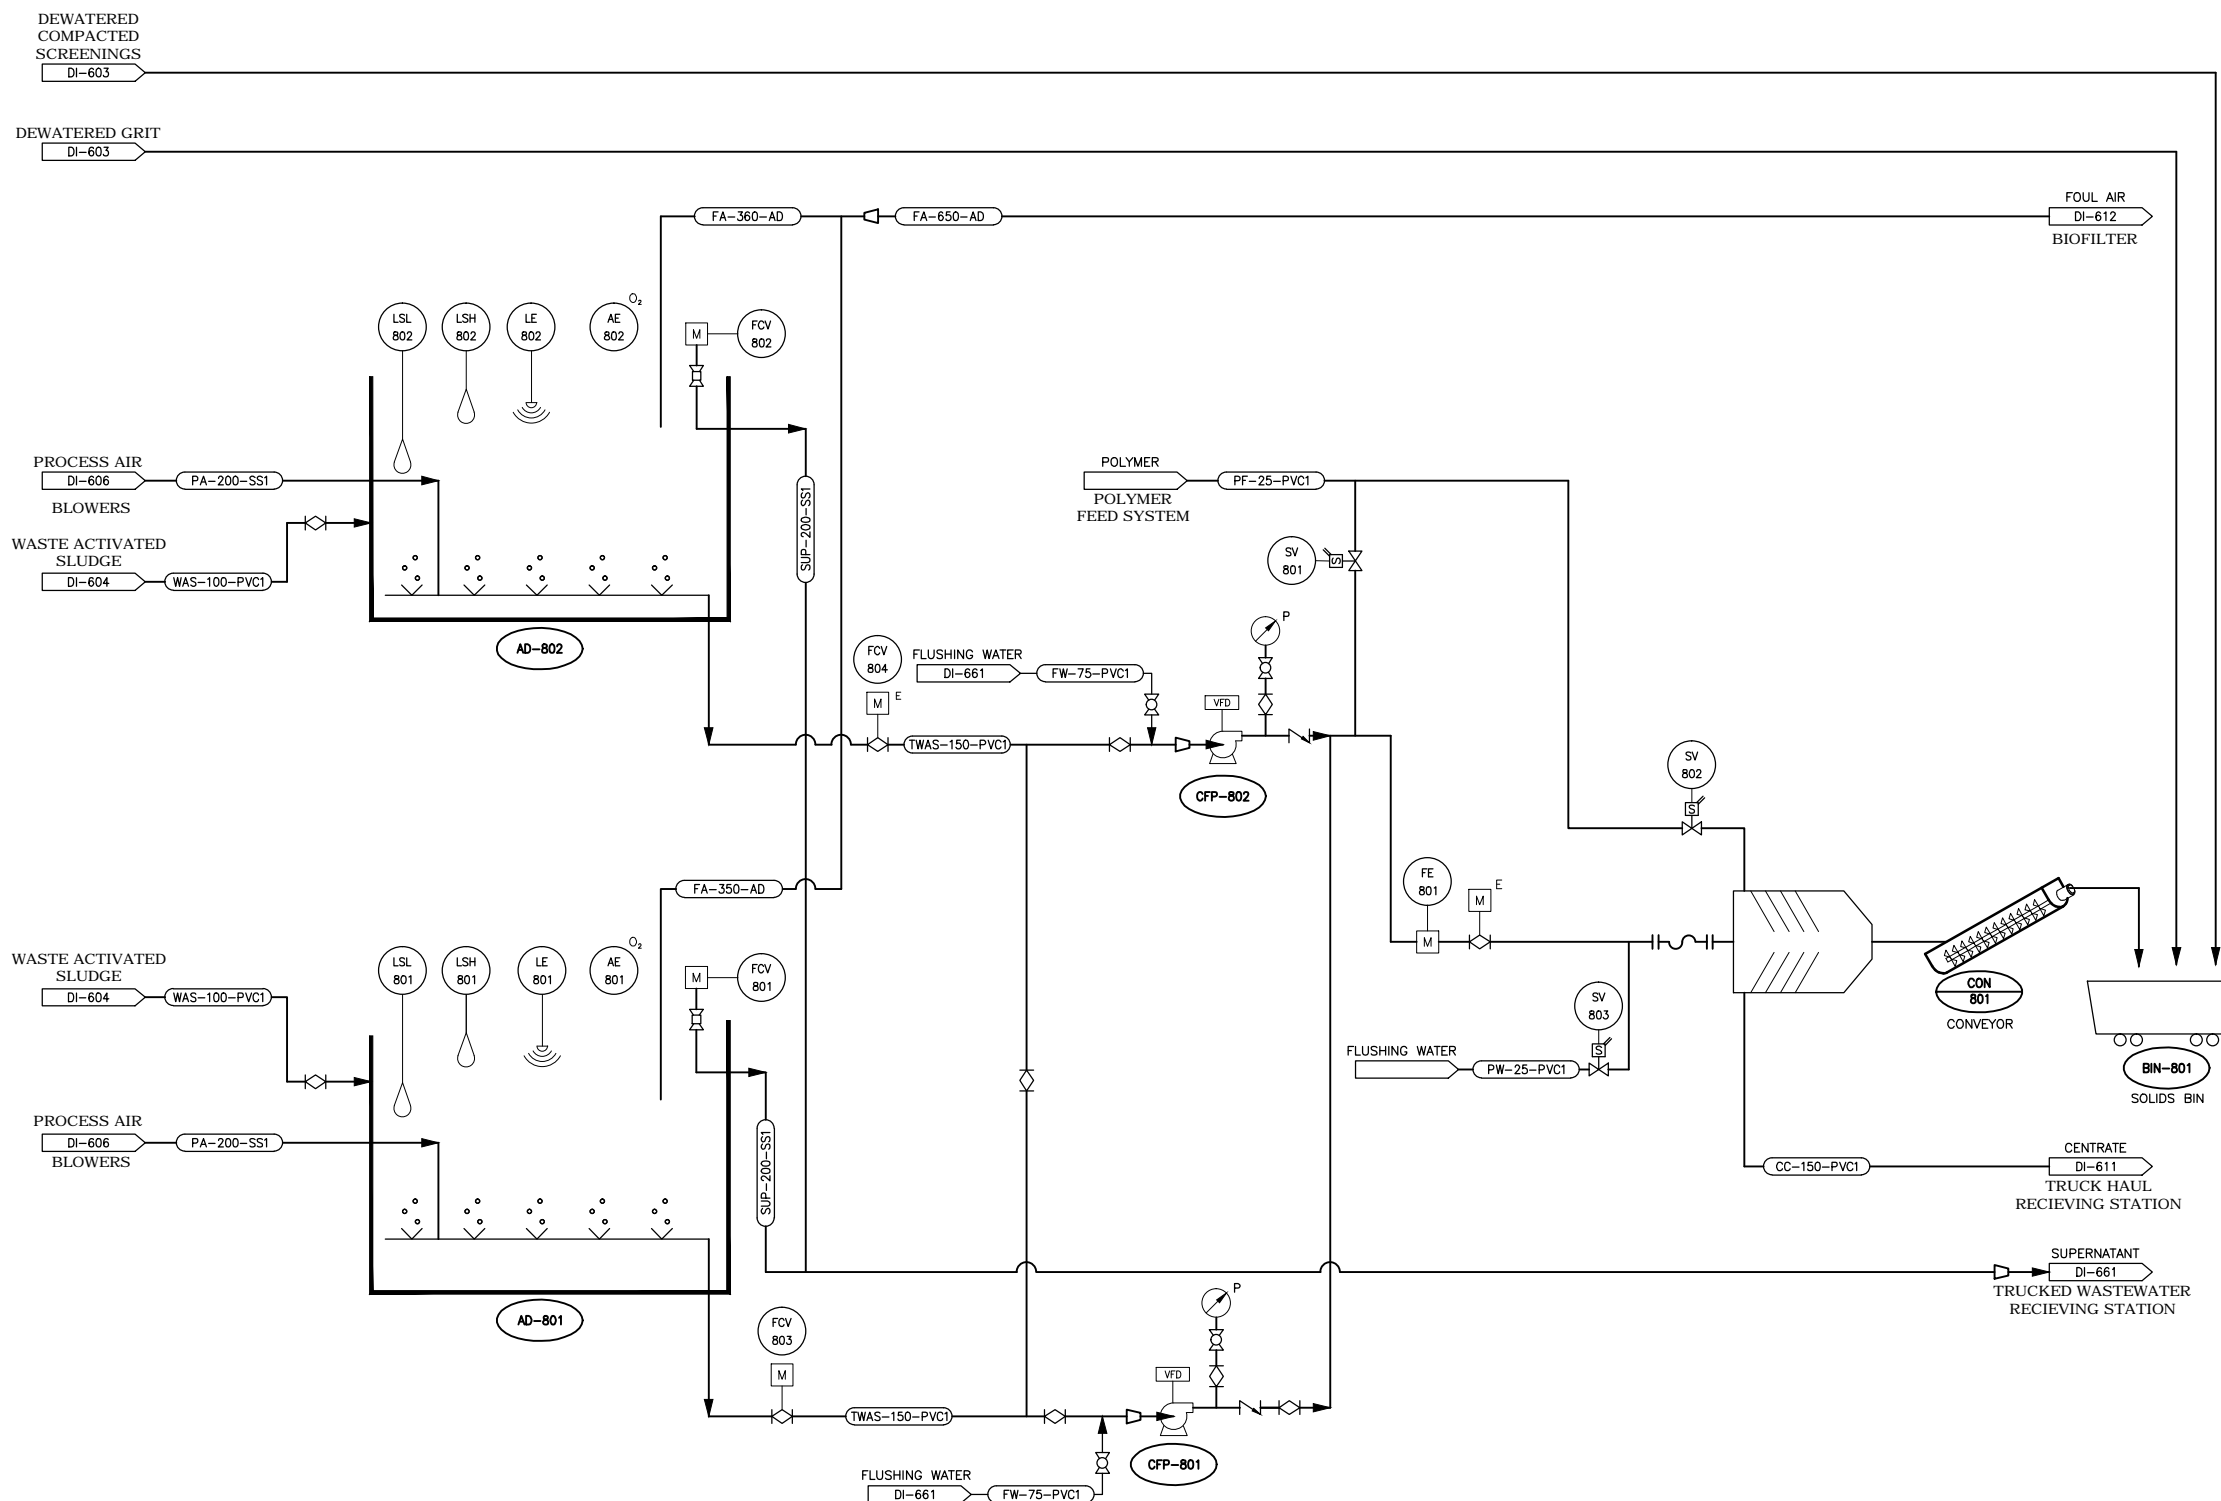 DEWATERED
COMPACTED
SCREENINGS
DI-603
DEWATERED GRIT
DI-603
FA-360-AD
FA-650-AD
FOUL AIR
DI-612
BIOFILTER
LSL
802
LSH
802
LE
802
AE
802
O₂
M
FCV
802
PROCESS AIR
DI-606
PA-200-SS1
BLOWERS
WASTE ACTIVATED
SLUDGE
DI-604
WAS-100-PVC1
SUP-200-SS1
AD-802
POLYMER
PF-25-PVC1
POLYMER
FEED SYSTEM
SV
801
S
P
FCV
804
M
E
FLUSHING WATER
DI-661
FW-75-PVC1
VFD
TWAS-150-PVC1
CFP-802
SV
802
S
FA-350-AD
FE
801
M
M
E
CON
801
CONVEYOR
LSL
801
LSH
801
LE
801
AE
801
O₂
M
FCV
801
WASTE ACTIVATED
SLUDGE
DI-604
WAS-100-PVC1
SV
803
S
FLUSHING WATER
PW-25-PVC1
BIN-801
SOLIDS BIN
PROCESS AIR
DI-606
PA-200-SS1
BLOWERS
SUP-200-SS1
CC-150-PVC1
CENTRATE
DI-611
TRUCK HAUL
RECIEVING STATION
SUPERNATANT
DI-661
TRUCKED WASTEWATER
RECIEVING STATION
AD-801
FCV
803
M
P
VFD
TWAS-150-PVC1
CFP-801
FLUSHING WATER
DI-661
FW-75-PVC1